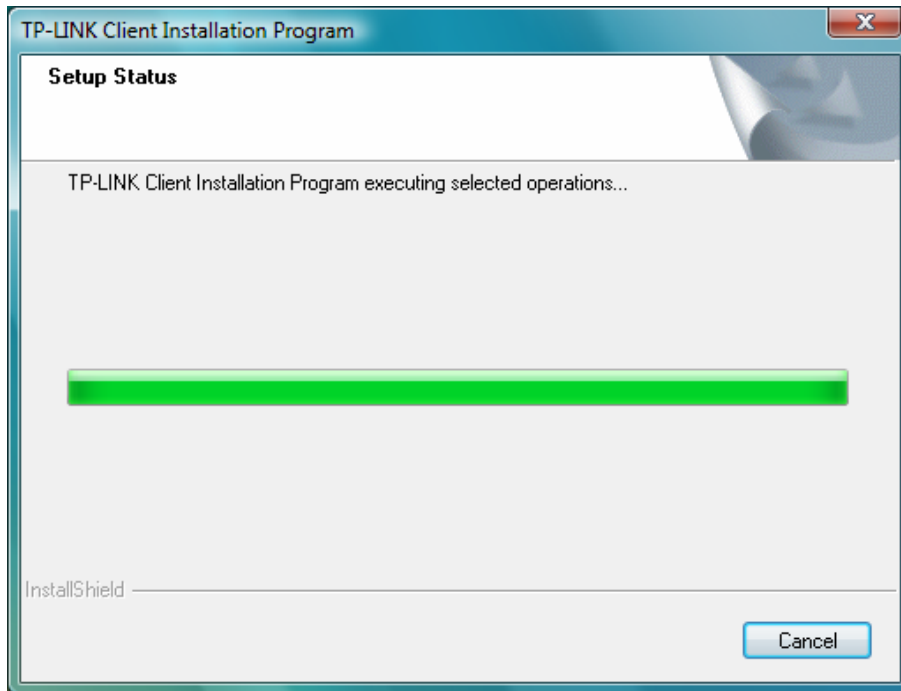 TP-LINK Client Installation Program
Setup Status
TP-LINK Client Installation Program executing selected operations...
InstallShield
Cancel